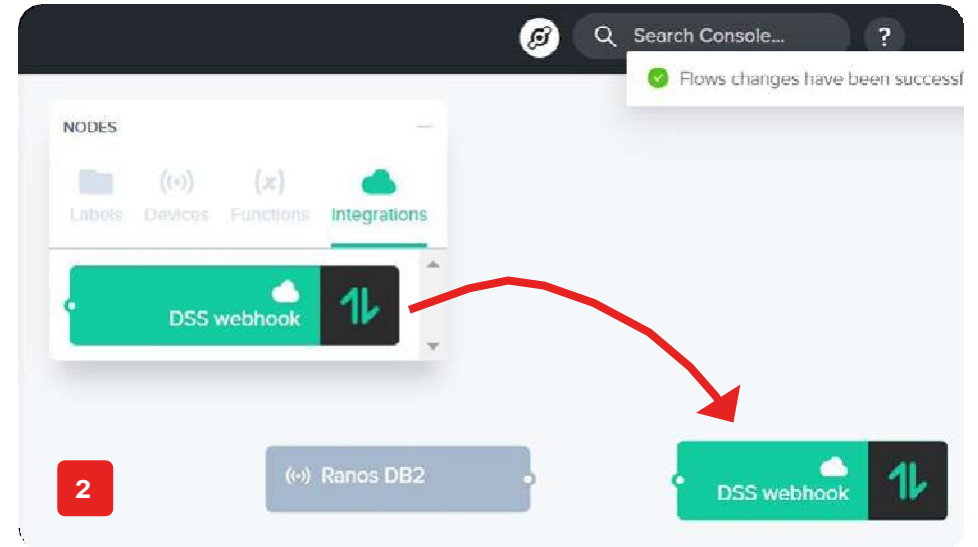 Search Console...
?
Flows changes have been successf
NODES
Labels Devices Functions Integrations
DSS webhook
2
Ranos DB2
DSS webhook